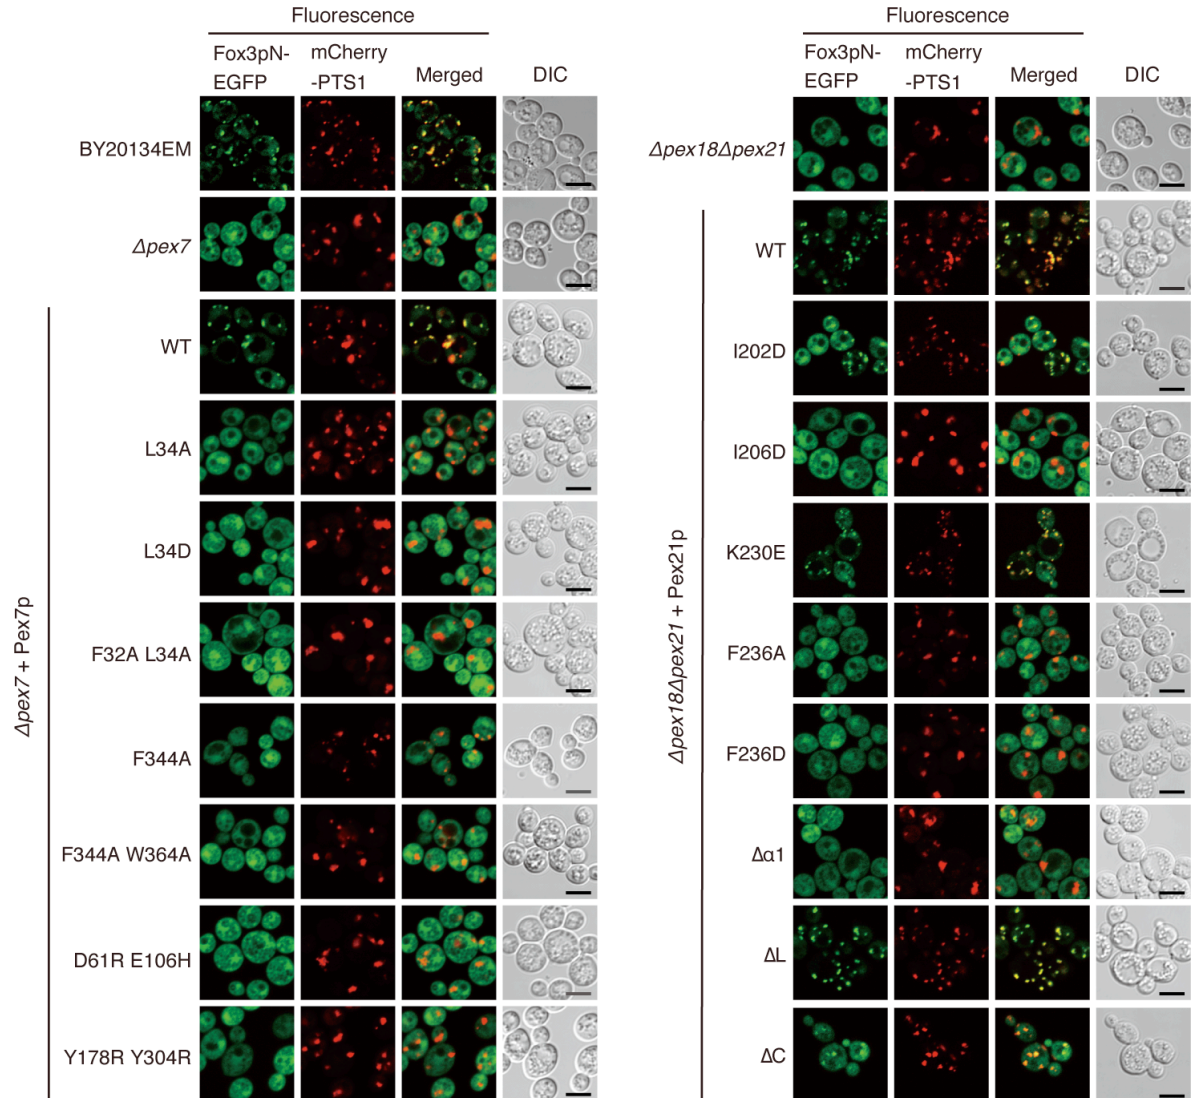 Fluorescence
Fox3pN-
EGFP
mCherry
-PTS1
Merged
DIC
BY20134EM
Δpex7
WT
L34A
L34D
F32A L34A
F344A
F344A W364A
D61R E106H
Y178R Y304R
Δpex7 + Pex7p
Fluorescence
Fox3pN-
EGFP
mCherry
-PTS1
Merged
DIC
Δpex18Δpex21
WT
I202D
I206D
K230E
F236A
F236D
Δα1
ΔL
ΔC
Δpex18Δpex21 + Pex21p